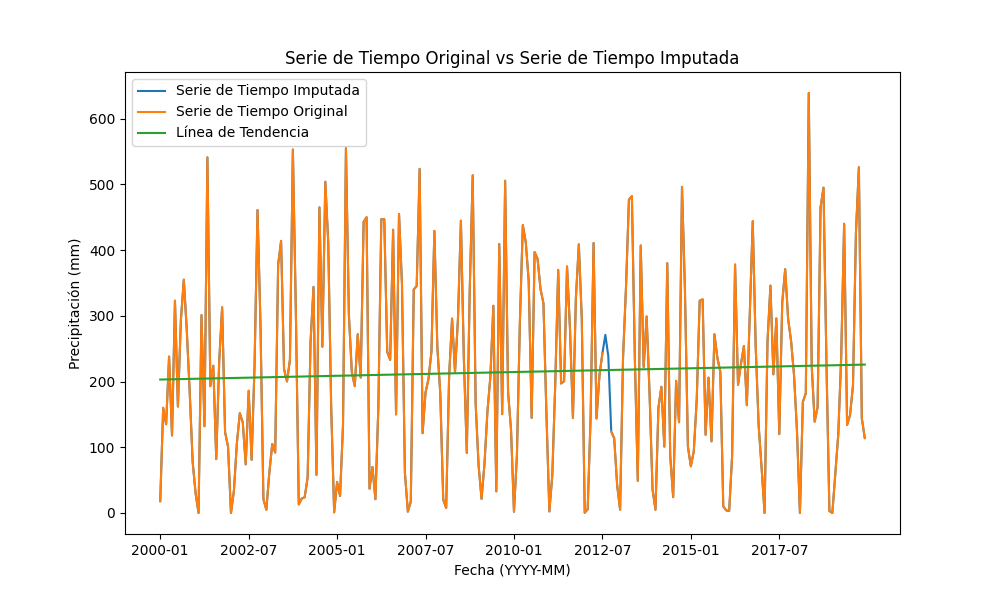 Serie de Tiempo Original vs Serie de Tiempo Imputada
Serie de Tiempo Imputada
Serie de Tiempo Original
Línea de Tendencia
Precipitación (mm)
600
500
400
300
200
100
0
2000-01 2002-07 2005-01 2007-07 2010-01 2012-07 2015-01 2017-07
Fecha (YYYY-MM)